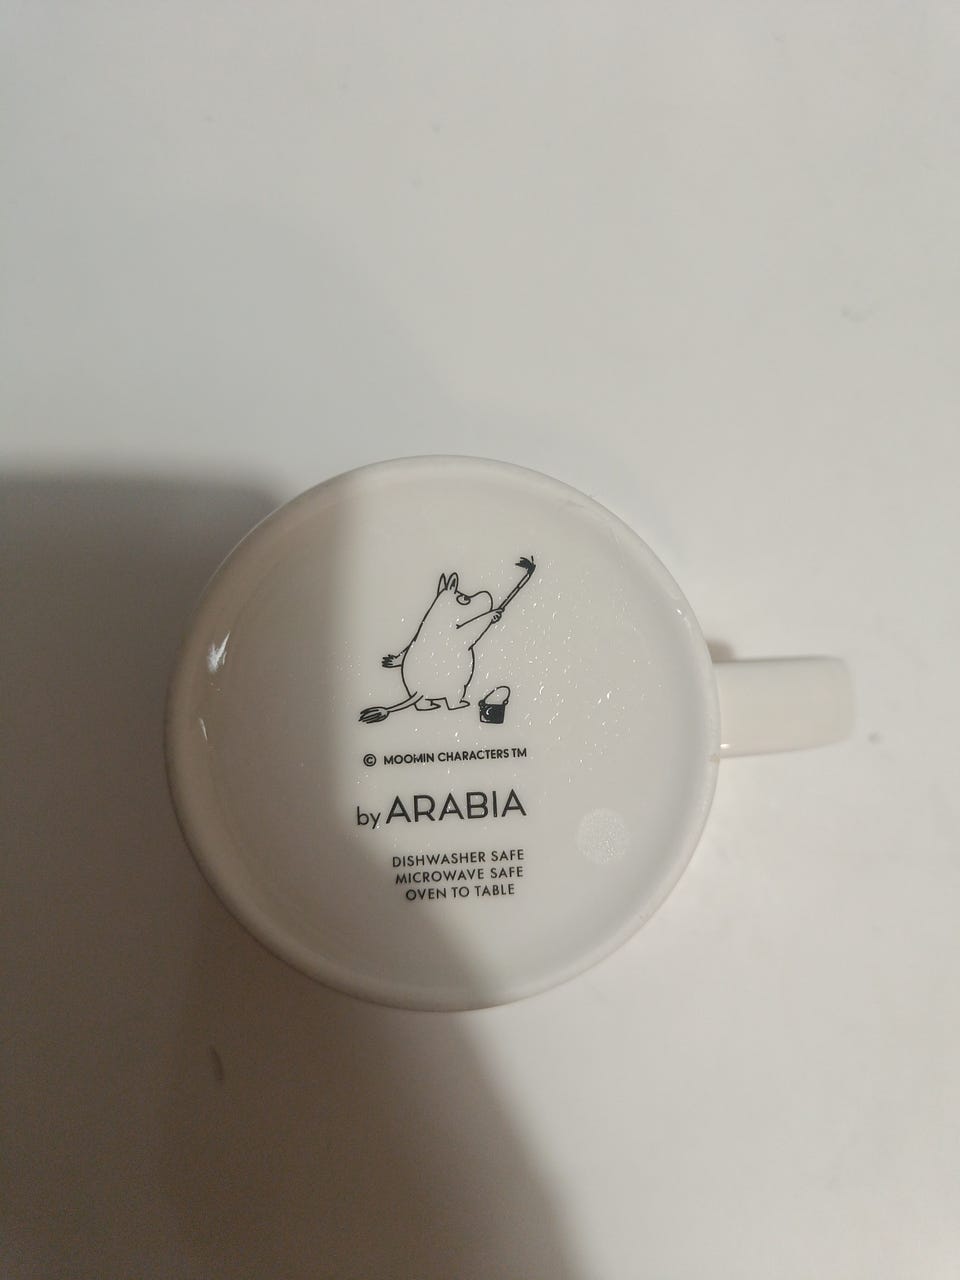 © MOOMIN CHARACTERS TM
by ARABIA
DISHWASHER SAFE
MICROWAVE SAFE
OVEN TO TABLE